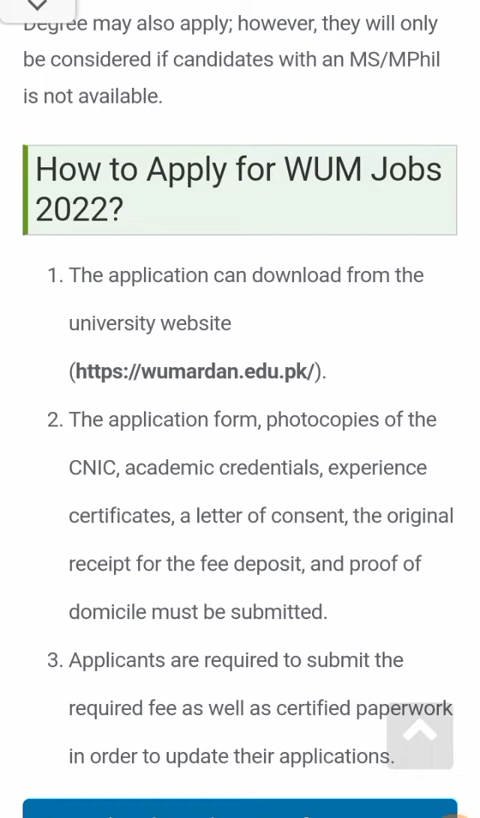 Degree may also apply; however, they will only
be considered if candidates with an MS/MPhil
is not available.
How to Apply for WUM Jobs
2022?
1. The application can download from the
university website
(https://wumardan.edu.pk/).
2. The application form, photocopies of the
CNIC, academic credentials, experience
certificates, a letter of consent, the original
receipt for the fee deposit, and proof of
domicile must be submitted.
3. Applicants are required to submit the
required fee as well as certified paperwork
in order to update their applications.